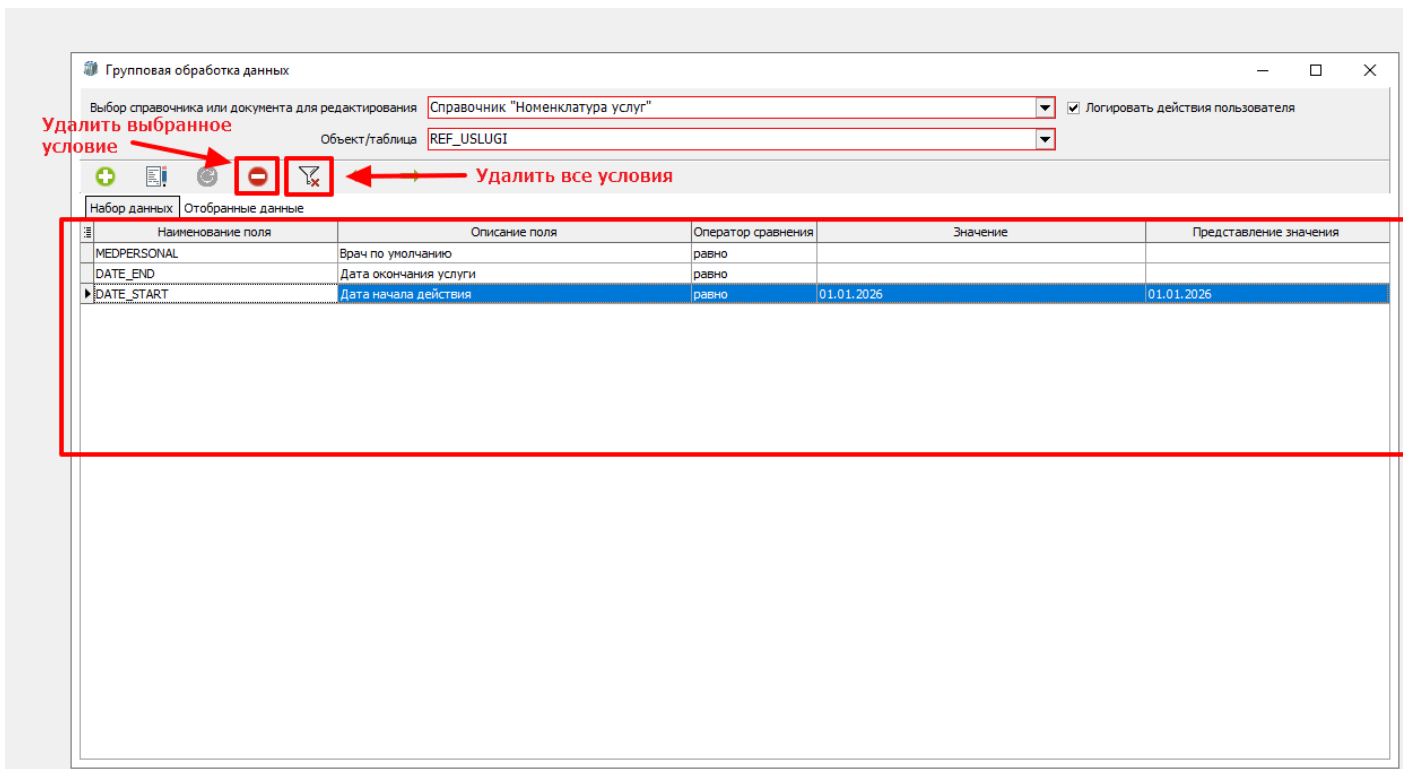 Групповая обработка данных
Выбор справочника или документа для редактирования Справочник "Номенклатура услуг" Логировать действия пользователя
Удалить выбранное
условие
Объект/таблица REF_USLUGI
Удалить все условия
Набор данных Отобранные данные
Наименование поля Описание поля Оператор сравнения Значение Представление значения
MEDPERSONAL Врач по умолчанию равно
DATE_END Дата окончания услуги равно
DATE_START Дата начала действия равно 01.01.2026 01.01.2026